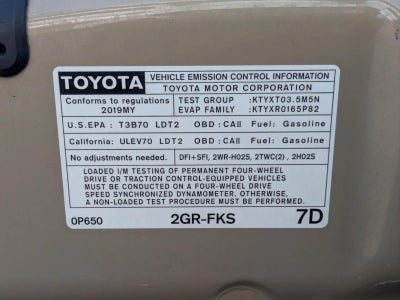 TOYOTA VEHICLE EMISSION CONTROL INFORMATION
TOYOTA MOTOR CORPORATION
Conforms to regulations TEST GROUP :KTYXT03.5M5N
2019MY EVAP. FAMILY :KTYXR0165P82
U.S.EPA : T3B70 LDT2 OBD : CAII Fuel: Gasoline
California: ULEV70 LDT2 OBD : CAII Fuel: Gasoline
No adjustments needed. DFI+SFI, 2WR-HO2S, 2TWC(2), 2HO2S
LOADED I/M TESTING OF PERMANENT FOUR-WHEEL
DRIVE OR TRACTION CONTROL-EQUIPPED VEHICLES
MUST BE CONDUCTED ON A FOUR-WHEEL DRIVE
SPEED SYNCHRONIZED DYNAMOMETER. OTHERWISE,
A NON-LOADED TEST MUST BE USED.
0P650 2GR-FKS 7D